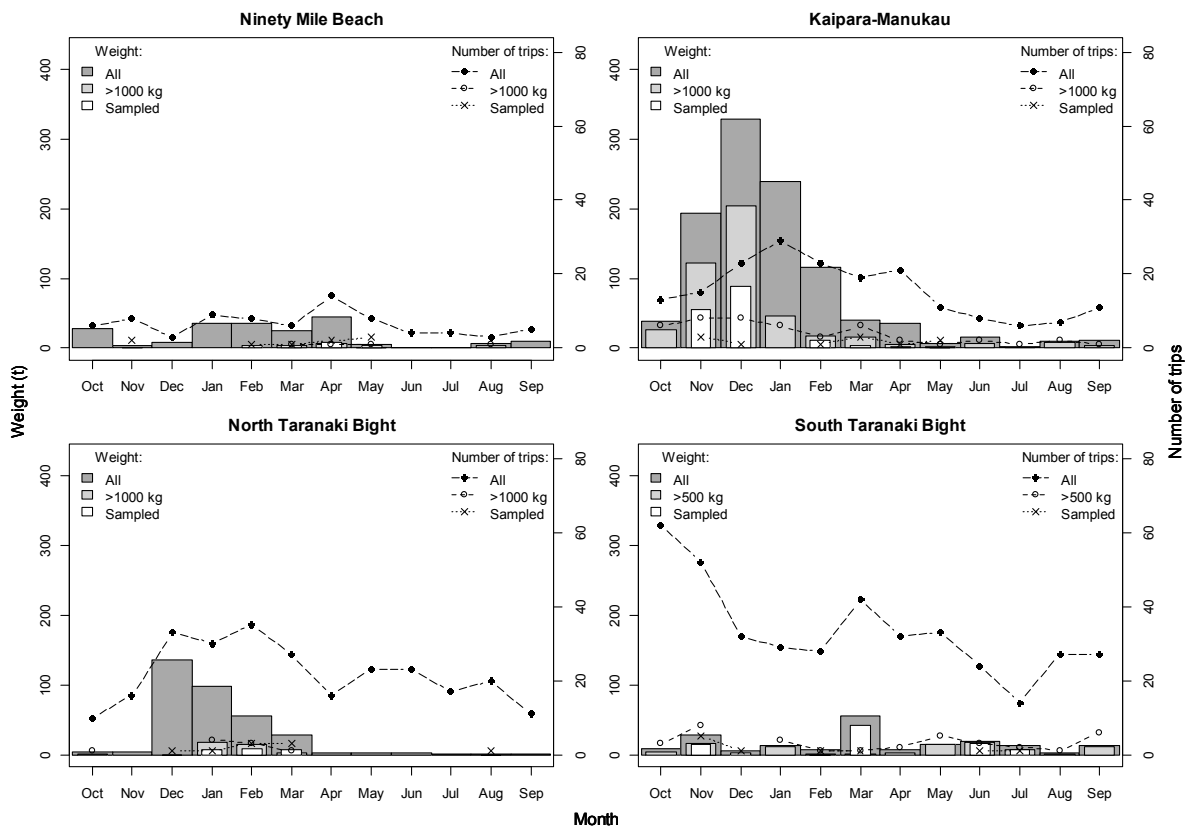 Ninety Mile Beach
Weight:
All
>1000 kg
Sampled
Number of trips:
All
>1000 kg
Sampled
400
300
200
100
0
80
60
40
20
0
Oct Nov Dec Jan Feb Mar Apr May Jun Jul Aug Sep
Kaipara-Manukau
Weight:
All
>1000 kg
Sampled
Number of trips:
All
>1000 kg
Sampled
400
300
200
100
0
80
60
40
20
0
Oct Nov Dec Jan Feb Mar Apr May Jun Jul Aug Sep
North Taranaki Bight
Weight:
All
>1000 kg
Sampled
Number of trips:
All
>1000 kg
Sampled
400
300
200
100
0
80
60
40
20
0
Oct Nov Dec Jan Feb Mar Apr May Jun Jul Aug Sep
South Taranaki Bight
Weight:
All
>500 kg
Sampled
Number of trips:
All
>500 kg
Sampled
400
300
200
100
0
80
60
40
20
0
Oct Nov Dec Jan Feb Mar Apr May Jun Jul Aug Sep
Weight (t)
Number of trips
Month